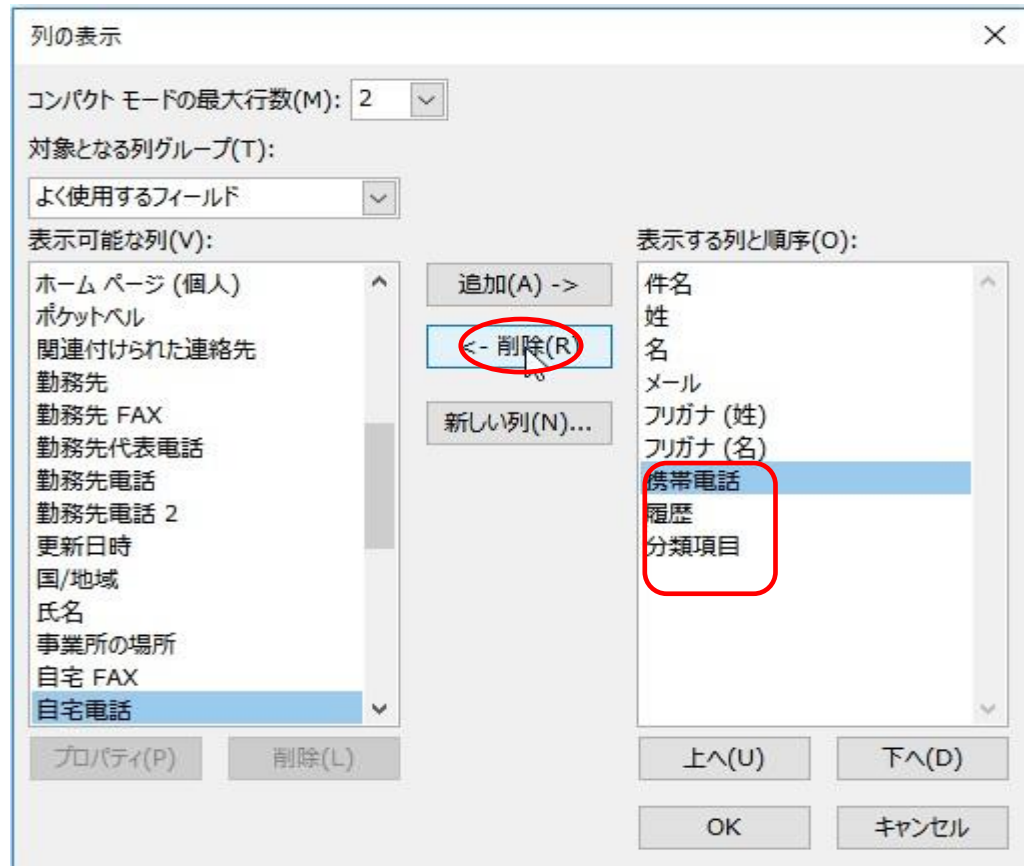 列の表示
コンパクト モードの最大行数(M): 2
対象となる列グループ(T):
よく使用するフィールド
表示可能な列(V):
ホーム ページ (個人)
ポケットベル
関連付けられた連絡先
勤務先
勤務先 FAX
勤務先代表電話
勤務先電話
勤務先電話 2
更新日時
国/地域
氏名
事業所の場所
自宅 FAX
自宅電話
プロパティ(P)
削除(L)
追加(A) ->
<- 削除(R)
新しい列(N)...
表示する列と順序(O):
件名
姓
名
メール
フリガナ (姓)
フリガナ (名)
携帯電話
履歴
分類項目
上へ(U)
下へ(D)
OK
キャンセル